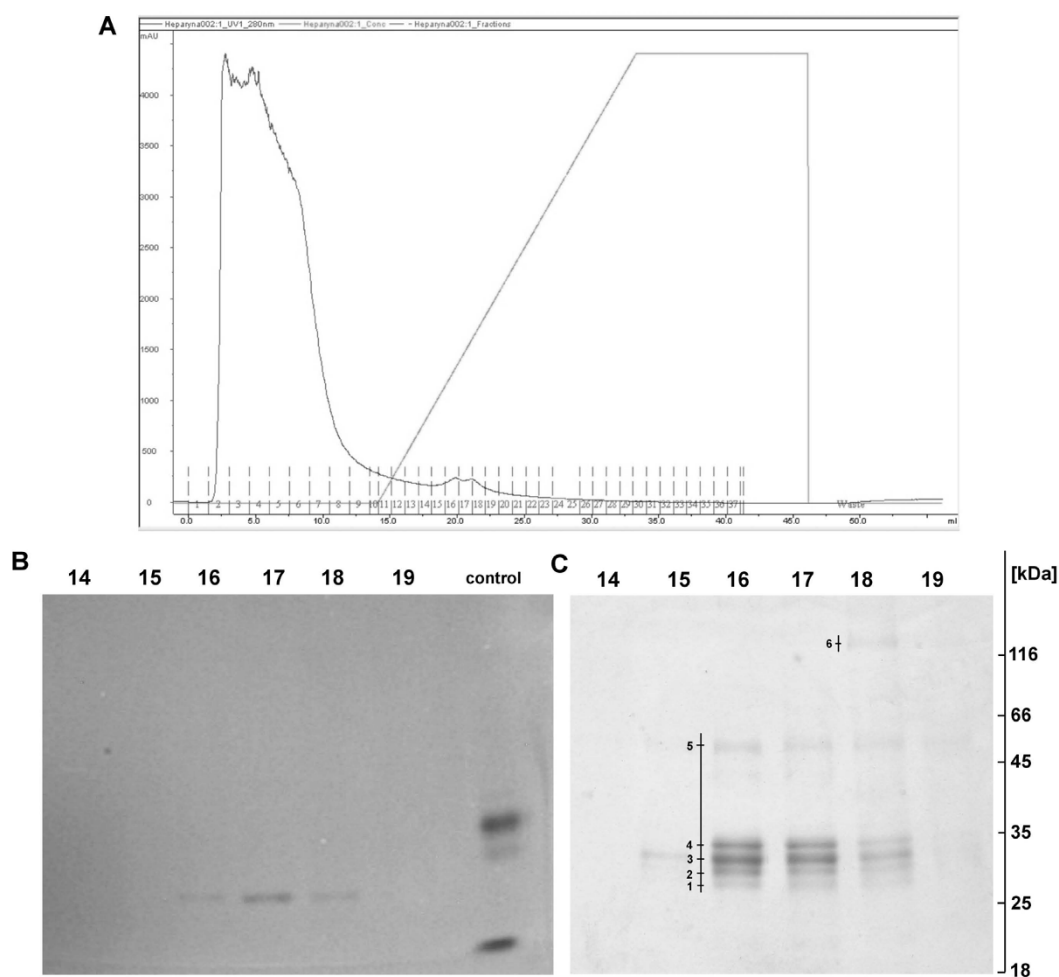 A
Heparyna002:1_UV1_280nm Heparyna002:1_Conc Heparyna002:1_Fractions
mAU
4000
3500
3000
2500
2000
1500
1000
500
0
1 2 3 4 5 6 7 8 9 10 11 12 13 14 15 16 17 18 19 20 21 22 23 24 25 26 27 28 29 30 31 32 33 34 35 36 37 Waste
0.0 5.0 10.0 15.0 20.0 25.0 30.0 35.0 40.0 45.0 50.0 ml
B
14 15 16 17 18 19 control
C
14 15 16 17 18 19 [kDa]
6
116
66
5
45
35
4
3
2
1
25
18